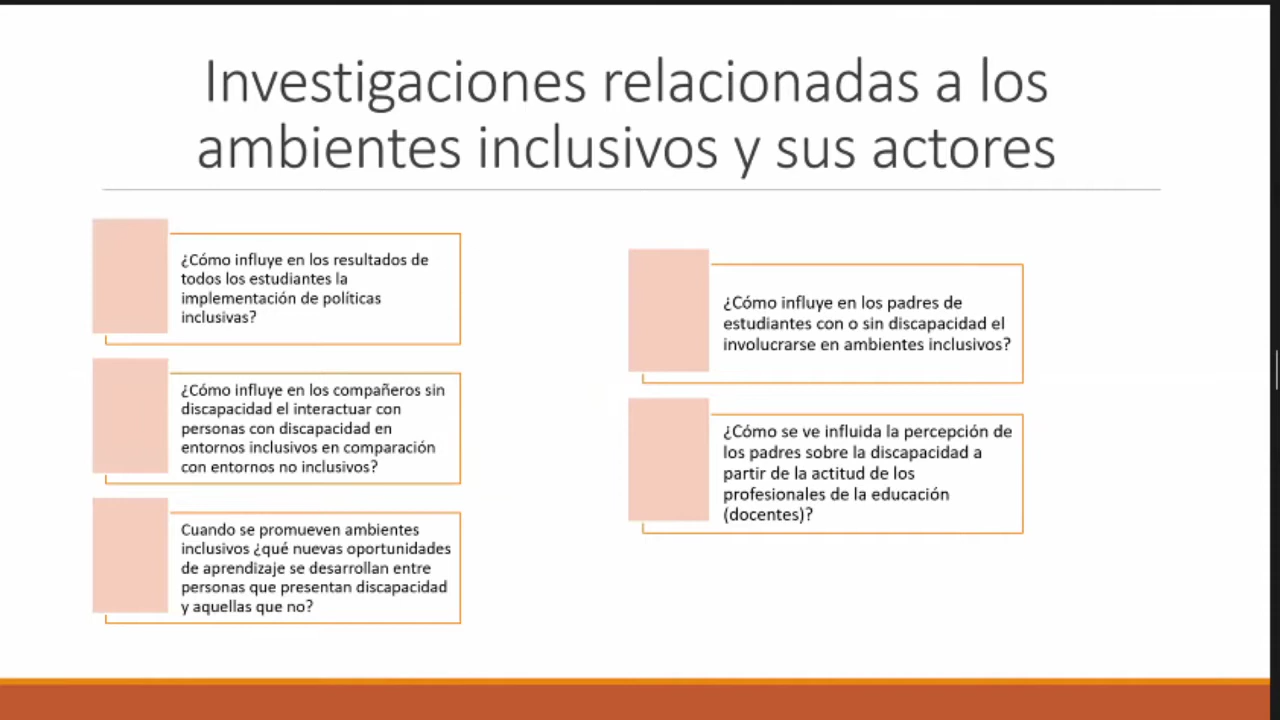 Investigaciones relacionadas a los
ambientes inclusivos y sus actores
¿Cómo influye en los resultados de
todos los estudiantes la
implementación de políticas
inclusivas?
¿Cómo influye en los compañeros sin
discapacidad el interactuar con
personas con discapacidad en
entornos inclusivos en comparación
con entornos no inclusivos?
Cuando se promueven ambientes
inclusivos ¿qué nuevas oportunidades
de aprendizaje se desarrollan entre
personas que presentan discapacidad
y aquellas que no?
¿Cómo influye en los padres de
estudiantes con o sin discapacidad el
involucrarse en ambientes inclusivos?
¿Cómo se ve influida la percepción de
los padres sobre la discapacidad a
partir de la actitud de los
profesionales de la educación
(docentes)?